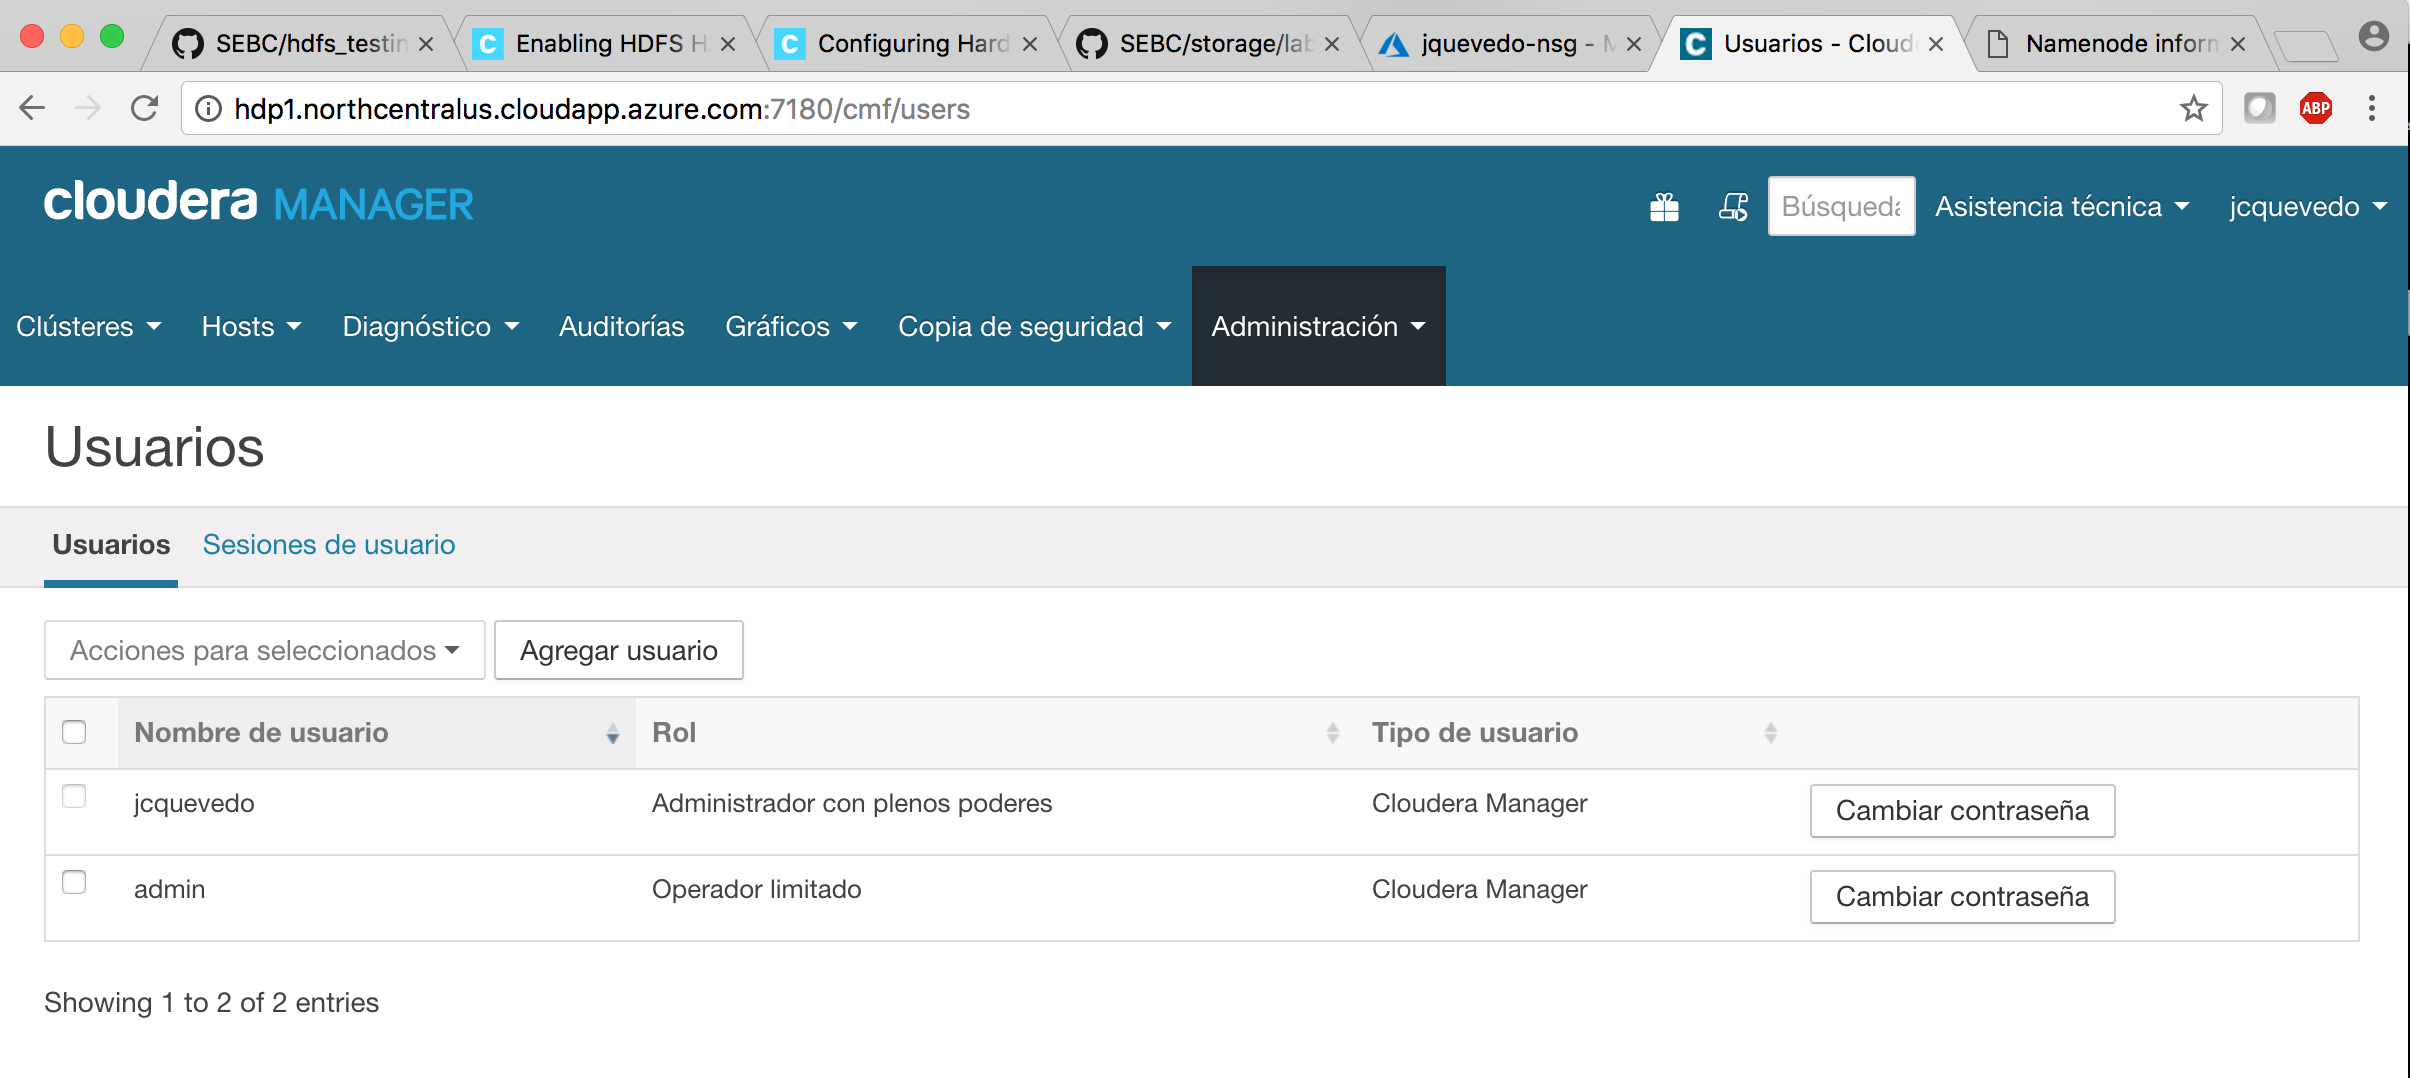 SEBC/hdfs_testin
Enabling HDFS H
Configuring Hard
SEBC/storage/lab
jquevedo-nsg - M
Usuarios - Cloud
Namenode inform
hdp1.northcentralus.cloudapp.azure.com:7180/cmf/users
ABP
cloudera MANAGER
Búsqueda
Asistencia técnica
jcquevedo
Clústeres
Hosts
Diagnóstico
Auditorías
Gráficos
Copia de seguridad
Administración
Usuarios
Usuarios
Sesiones de usuario
Acciones para seleccionados
Agregar usuario
Nombre de usuario
Rol
Tipo de usuario
jcquevedo
Administrador con plenos poderes
Cloudera Manager
Cambiar contraseña
admin
Operador limitado
Cloudera Manager
Cambiar contraseña
Showing 1 to 2 of 2 entries